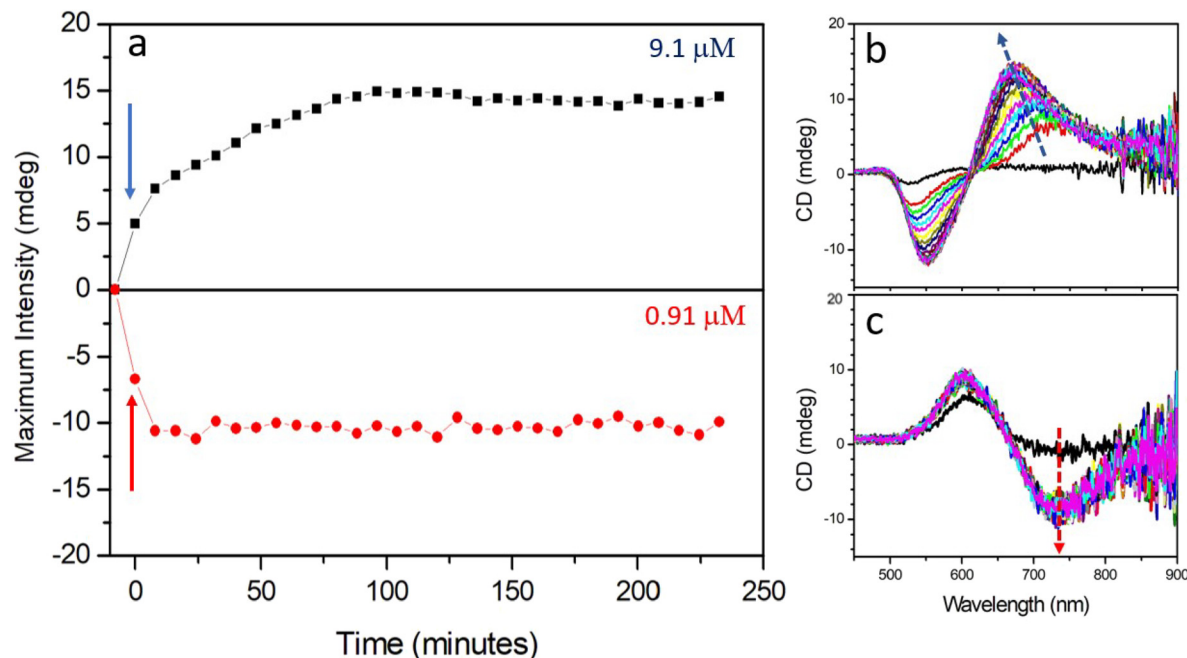 a
9.1 μM
0.91 μM
20
15
10
5
0
-5
-10
-15
-20
0
50
100
150
200
250
Maximum Intensity (mdeg)
Time (minutes)
b
20
10
0
-10
CD (mdeg)
c
20
10
0
-10
CD (mdeg)
500
600
700
800
900
Wavelength (nm)